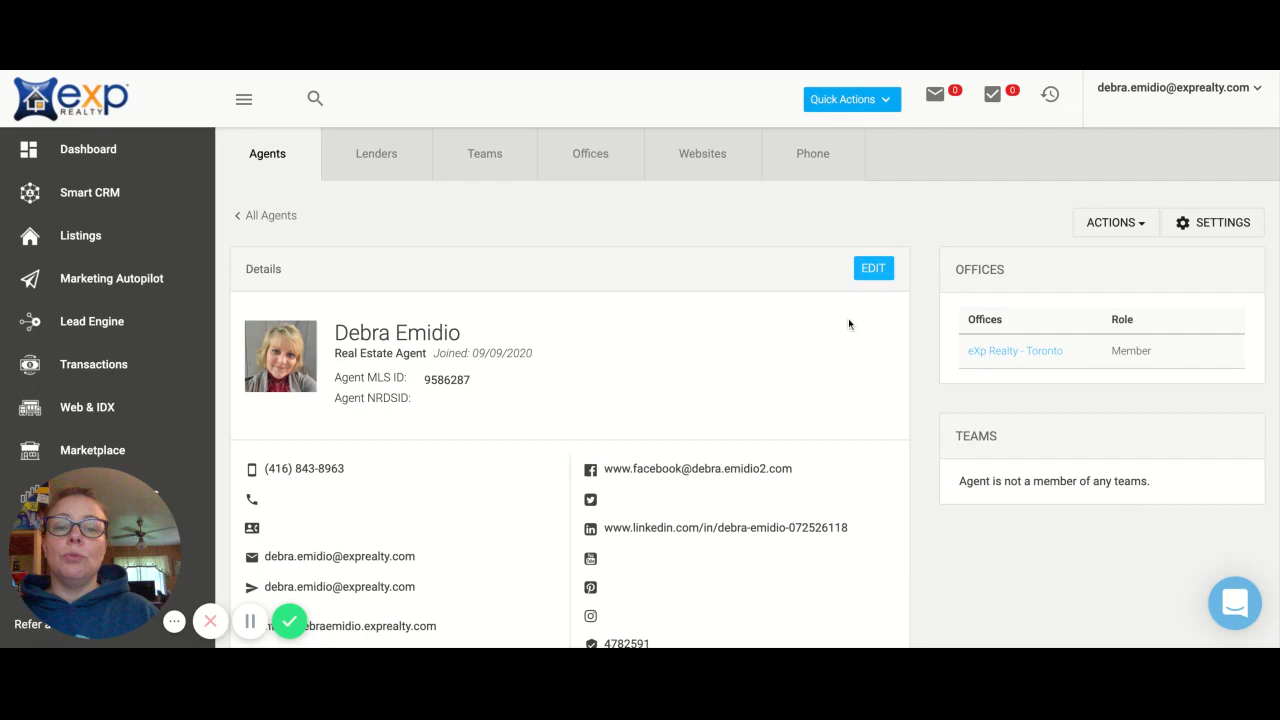 exp
REALTY
Quick Actions
0
0
debra.emidio@exprealty.com
Dashboard
Smart CRM
Listings
Marketing Autopilot
Lead Engine
Transactions
Web & IDX
Marketplace
Agents
Lenders
Teams
Offices
Websites
Phone
All Agents
ACTIONS
SETTINGS
Details
EDIT
Debra Emidio
Real Estate Agent Joined: 09/09/2020
Agent MLS ID: 9586287
Agent NRDSID:
(416) 843-8963
debra.emidio@exprealty.com
debra.emidio@exprealty.com
www.facebook@debra.emidio2.com
www.linkedin.com/in/debra-emidio-072526118
4782591
OFFICES
Offices Role
eXp Realty - Toronto Member
TEAMS
Agent is not a member of any teams.